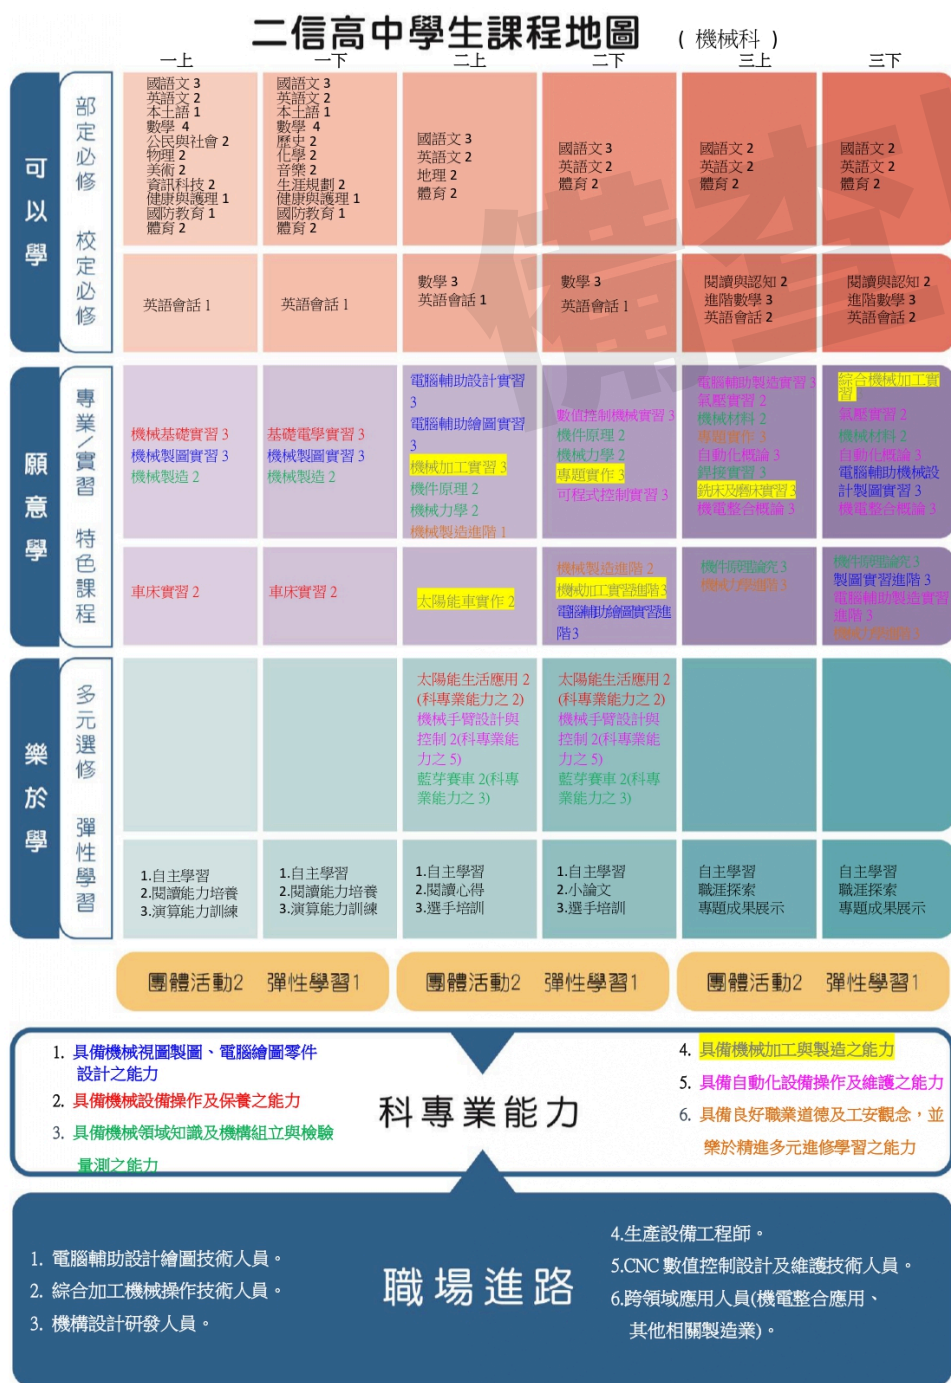 二信高中學生課程地圖 ( 機械科 )
一上 一下 二上 二下 三上 三下
可以學
部定必修 校定必修
國語文 3
英語文 2
本土語 1
數學 4
公民與社會 2
物理 2
美術 2
資訊科技 2
健康與護理 1
國防教育 1
體育 2
國語文 3
英語文 2
本土語 1
數學 4
歷史 2
化學 2
音樂 2
生涯規劃 2
健康與護理 1
國防教育 1
體育 2
國語文 3
英語文 2
地理 2
體育 2
國語文 3
英語文 2
體育 2
國語文 2
英語文 2
體育 2
國語文 2
英語文 2
體育 2
英語會話 1
英語會話 1
數學 3
英語會話 1
數學 3
英語會話 1
閱讀與認知 2
進階數學 3
英語會話 2
閱讀與認知 2
進階數學 3
英語會話 2
備查
願意學
專業/實習 特色課程
機械基礎實習 3
機械製圖實習 3
機械製造 2
基礎電學實習 3
機械製圖實習 3
機械製造 2
電腦輔助設計實習
3
電腦輔助繪圖實習
3
機械加工實習 3
機件原理 2
機械力學 2
機械製造進階 1
數值控制機械實習 3
機件原理 2
機械力學 2
專題實作 3
可程式控制實習 3
電腦輔助製造實習 3
氣壓實習 2
機械材料 2
專題實作 3
自動化概論 3
銲接實習 3
銑床及磨床實習 3
機電整合概論 3
綜合機械加工實
習
氣壓實習 2
機械材料 2
自動化概論 3
電腦輔助機械設
計製圖實習 3
機電整合概論 3
車床實習 2
車床實習 2
太陽能車實作 2
機械製造進階 2
機械加工實習進階 3
電腦輔助繪圖實習進
階 3
機件原理論究 3
機械力學進階 3
機件原理論究 3
製圖實習進階 3
電腦輔助製造實習
進階 3
樂於學
多元選修 彈性學習
太陽能生活應用 2
(科專業能力之 2)
機械手臂設計與
控制 2(科專業能
力之 5)
藍芽賽車 2(科專
業能力之 3)
太陽能生活應用 2
(科專業能力之 2)
機械手臂設計與
控制 2(科專業能
力之 5)
藍芽賽車 2(科專
業能力之 3)
1.自主學習
2.閱讀能力培養
3.演算能力訓練
1.自主學習
2.閱讀能力培養
3.演算能力訓練
1.自主學習
2.閱讀心得
3.選手培訓
1.自主學習
2.小論文
3.選手培訓
自主學習
職涯探索
專題成果展示
自主學習
職涯探索
專題成果展示
團體活動2 彈性學習1
團體活動2 彈性學習1
團體活動2 彈性學習1
1. 具備機械視圖製圖、電腦繪圖零件
設計之能力
2. 具備機械設備操作及保養之能力
3. 具備機械領域知識及機構組立與檢驗
量測之能力
科專業能力
4. 具備機械加工與製造之能力
5. 具備自動化設備操作及維護之能力
6. 具備良好職業道德及工安觀念，並
樂於精進多元進修學習之能力
1. 電腦輔助設計繪圖技術人員。
2. 綜合加工機械操作技術人員。
3. 機構設計研發人員。
職場進路
4.生產設備工程師。
5.CNC 數值控制設計及維護技術人員。
6.跨領域應用人員(機電整合應用、
其他相關製造業)。